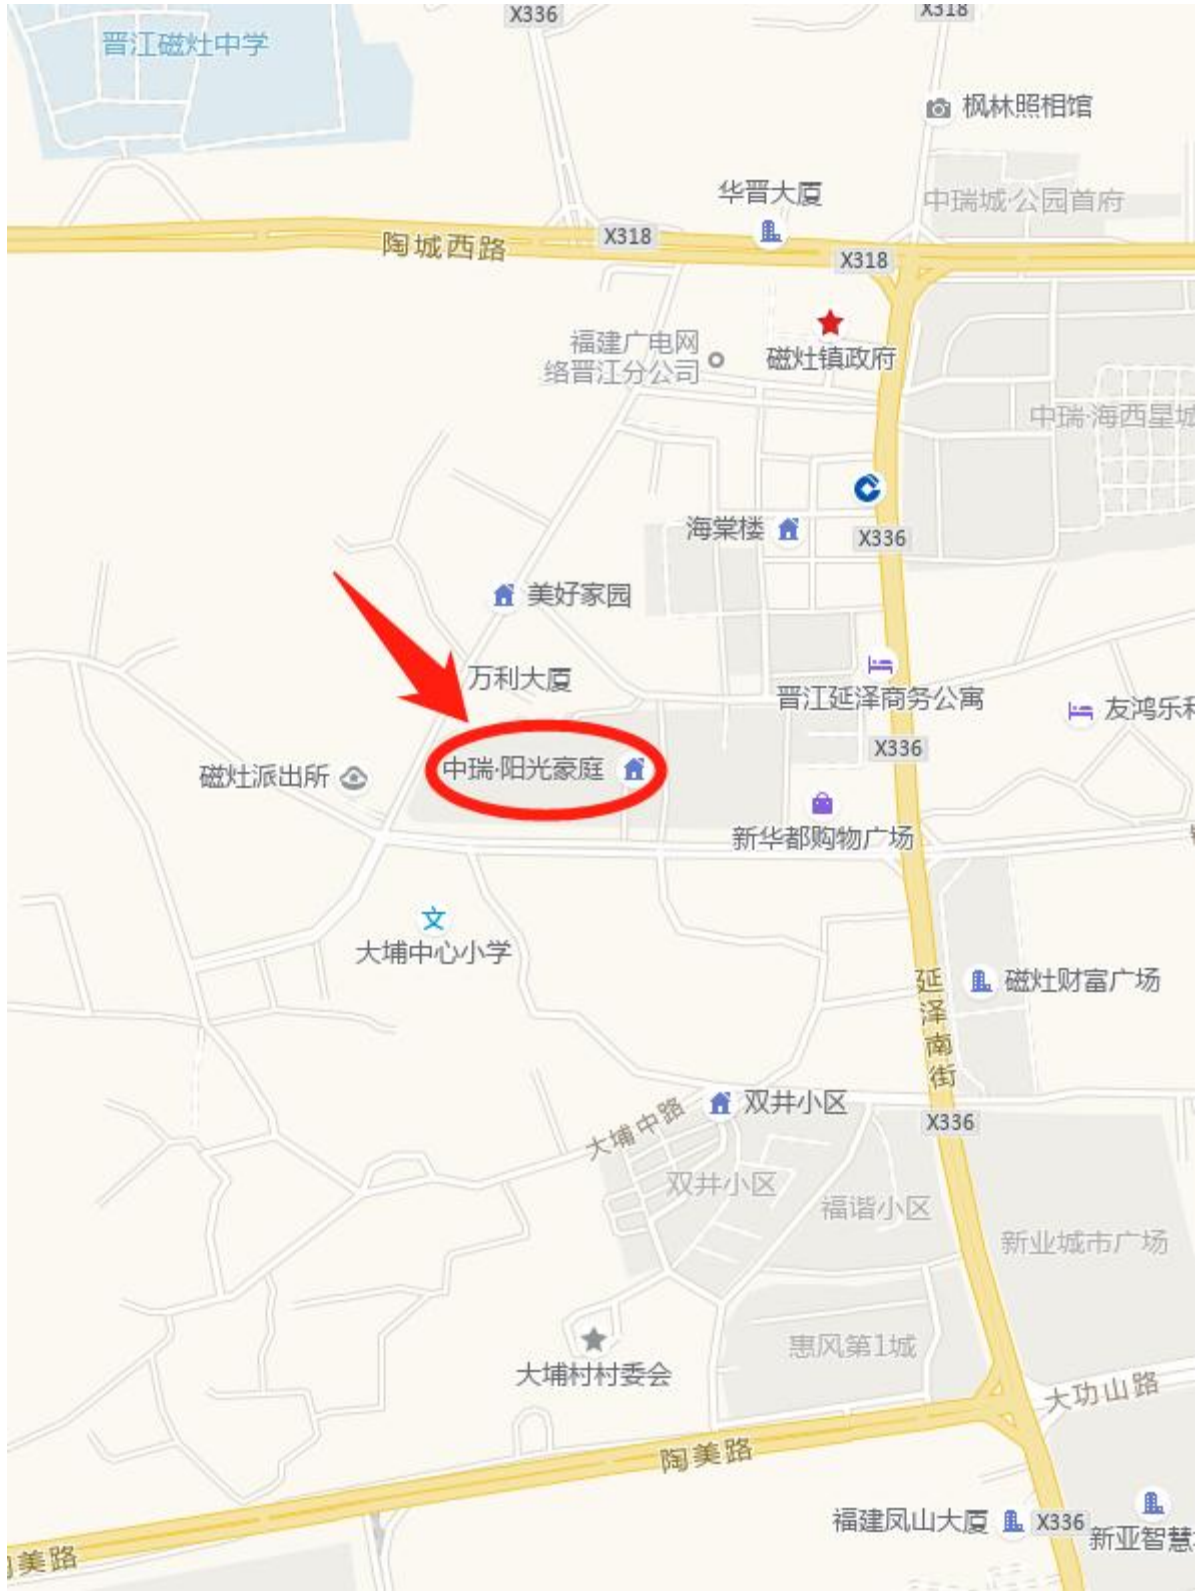 X336
X318
晋江磁灶中学
枫林照相馆
华晋大厦
中瑞城·公园首府
陶城西路
X318
X318
福建广电网
络晋江分公司
磁灶镇政府
中瑞·海西星城
海棠楼
X336
美好家园
万利大厦
晋江延泽商务公寓
友鸿乐和
X336
中瑞·阳光豪庭
磁灶派出所
新华都购物广场
文
大埔中心小学
磁灶财富广场
延泽南街
双井小区
大埔中路
X336
双井小区
福谐小区
新业城市广场
惠风第1城
大埔村村委会
大功山路
陶美路
福建凤山大厦
X336
新亚智慧
美路